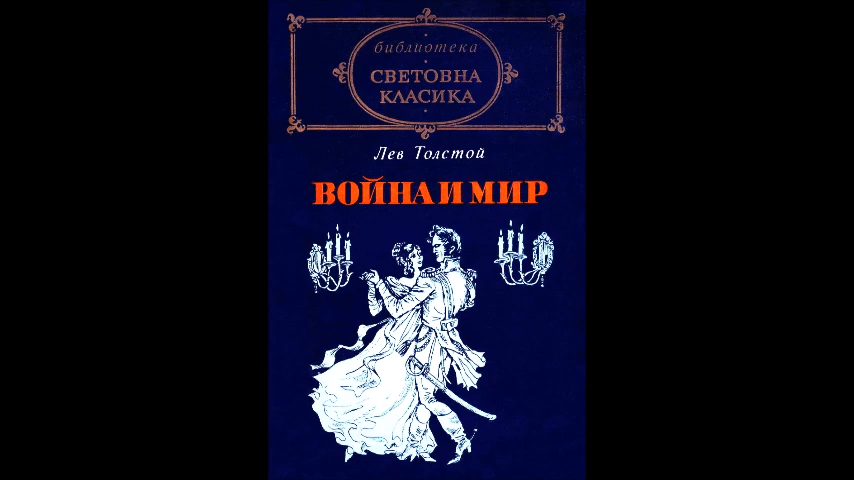 библиотека
СВЕТОВНА
КЛАСИКА
Лев Толстой
ВОЙНА И МИР